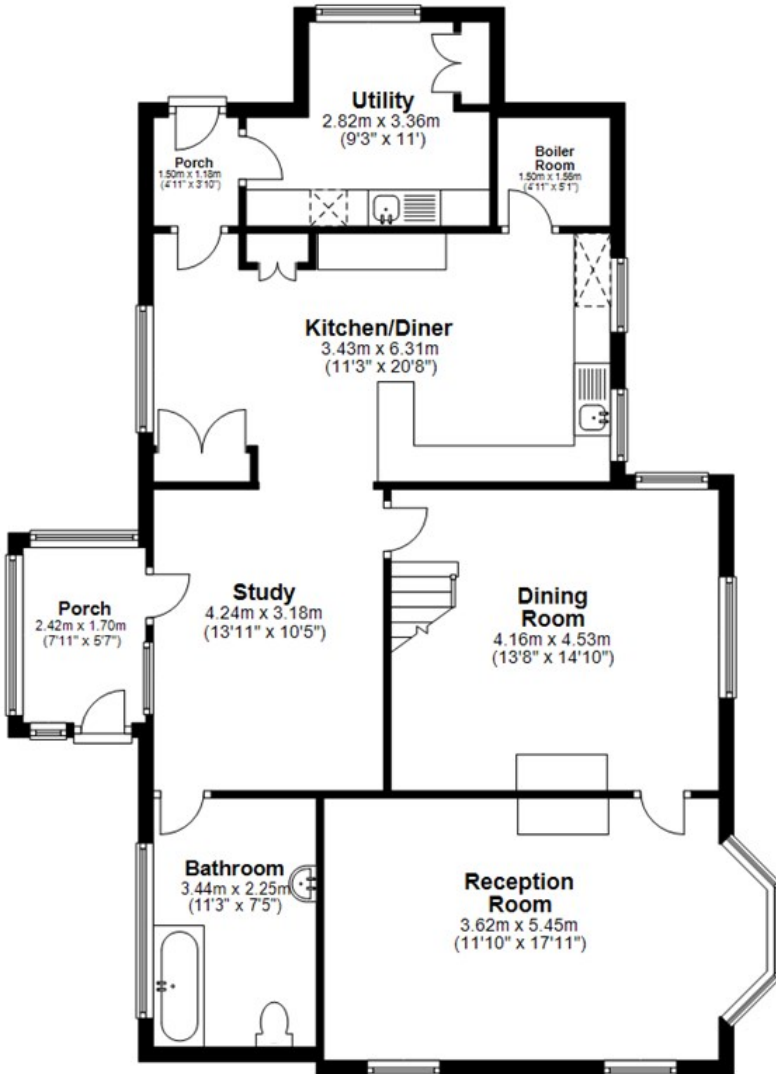 Utility
2.82m x 3.36m
(9'3" x 11')
Porch
1.50m x 1.18m
(4'11" x 3'10")
Boiler
Room
1.50m x 1.56m
(4'11" x 5'1")
Kitchen/Diner
3.43m x 6.31m
(11'3" x 20'8")
Porch
2.42m x 1.70m
(7'11" x 5'7")
Study
4.24m x 3.18m
(13'11" x 10'5")
Dining
Room
4.16m x 4.53m
(13'8" x 14'10")
Bathroom
3.44m x 2.25m
(11'3" x 7'5")
Reception
Room
3.62m x 5.45m
(11'10" x 17'11")